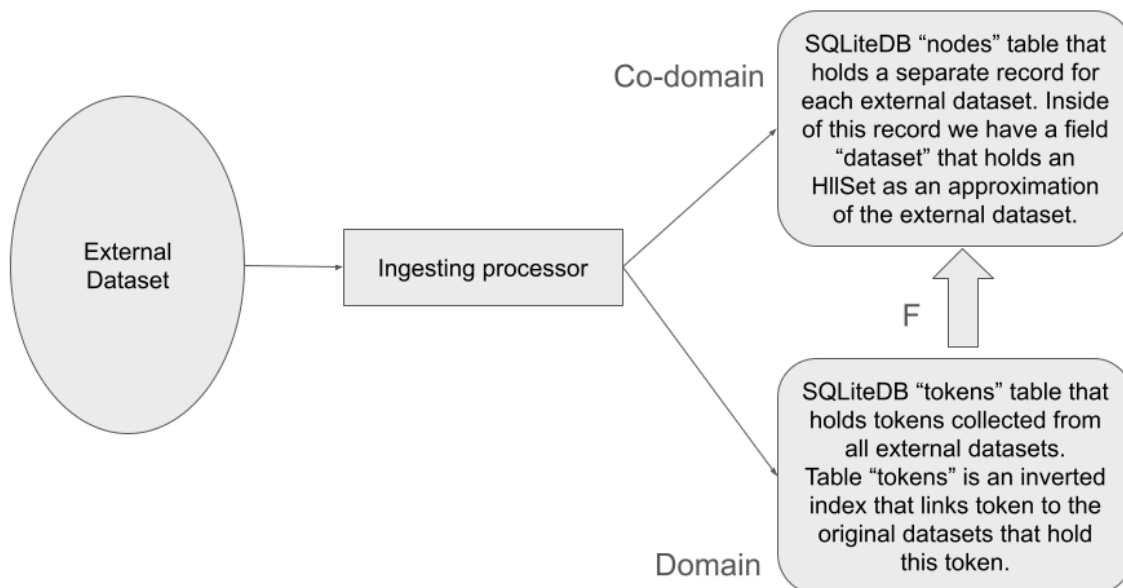 External
Dataset
Ingesting processor
Co-domain
SQLiteDB “nodes” table that
holds a separate record for
each external dataset. Inside
of this record we have a field
“dataset” that holds an
HllSet as an approximation
of the external dataset.
F
SQLiteDB “tokens” table that
holds tokens collected from
all external datasets.
Table “tokens” is an inverted
index that links token to the
original datasets that hold
this token.
Domain